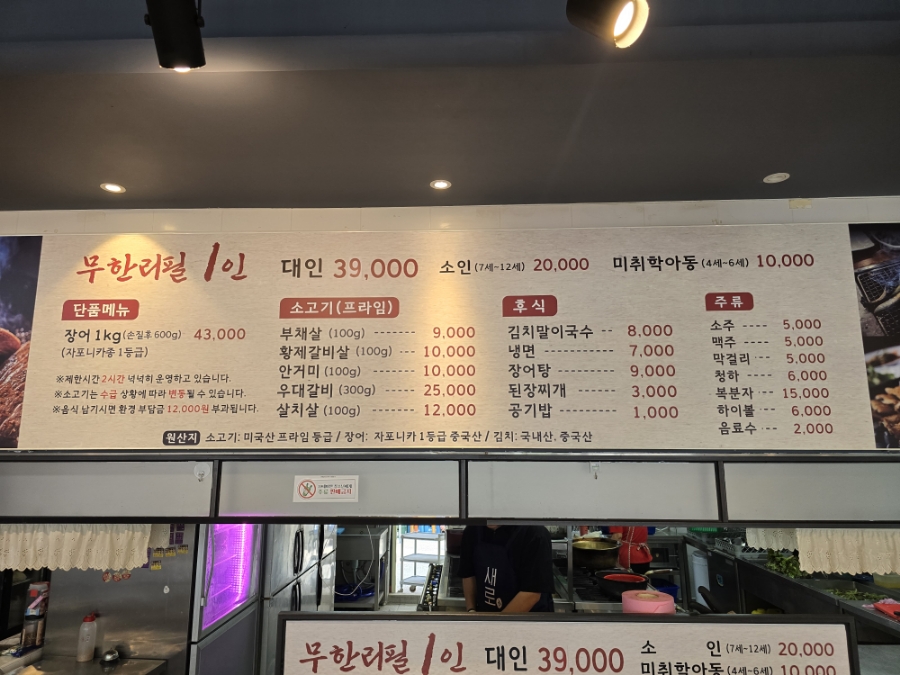 무한리필 1인 대인 39,000 소인 (7세~12세) 20,000 미취학아동 (4세~6세) 10,000
단품메뉴
장어 1kg (손질후 600g) 43,000
(자포니카종 1등급)
※제한시간 2시간 넉넉히 운영하고 있습니다.
※소고기는 수급 상황에 따라 변동될 수 있습니다.
※음식 남기시면 환경 부담금 12,000원 부과됩니다.
소고기(프라임)
부채살 (100g) ------- 9,000
황제갈비살 (100g) --- 10,000
안거미 (100g) ------- 10,000
우대갈비 (300g) ----- 25,000
살치살 (100g) ------- 12,000
후식
김치말이국수 -- 8,000
냉면 ---------- 7,000
장어탕 -------- 9,000
된장찌개 ------ 3,000
공기밥 -------- 1,000
주류
소주 ---- 5,000
맥주 ---- 5,000
막걸리 --- 5,000
청하 ---- 6,000
복분자 -- 15,000
하이볼 -- 6,000
음료수 -- 2,000
원산지 소고기: 미국산 프라임 등급 / 장어: 자포니카 1등급 중국산 / 김치: 국내산, 중국산
새로
무한리필 1인 대인 39,000 소 인 (7세~12세) 20,000
미취학아동 (4세~6세) 10,000